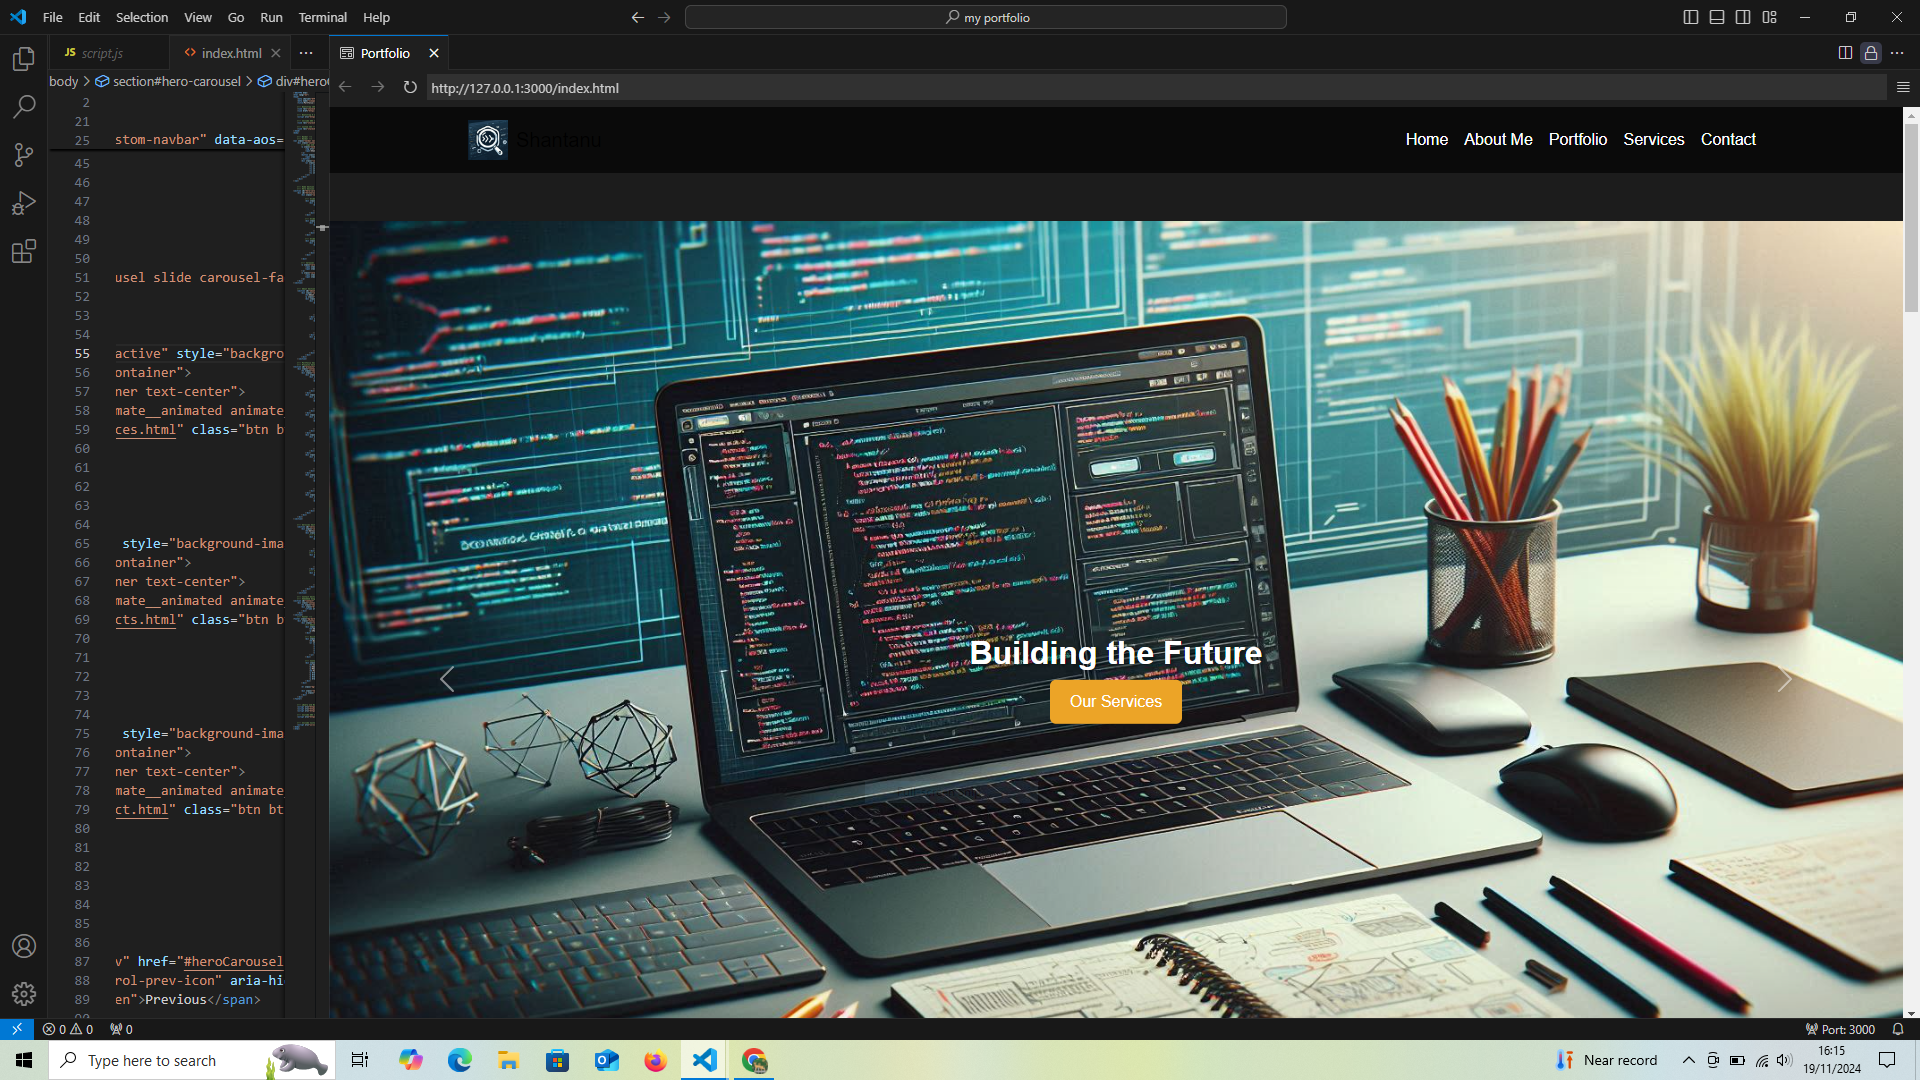 File Edit Selection View Go Run Terminal Help
my portfolio
JS script.js
index.html
Portfolio
body > section#hero-carousel > div#hero
http://127.0.0.1:3000/index.html
2
21
25 stom-navbar" data-aos=
45
46
47
48
49
50
51 usel slide carousel-fa
52
53
54
55 active" style="backgro
56 ontainer">
57 ner text-center">
58 mate__animated animate
59 ces.html" class="btn b
60
61
62
63
64
65 style="background-ima
66 ontainer">
67 ner text-center">
68 mate__animated animate
69 cts.html" class="btn b
70
71
72
73
74
75 style="background-ima
76 ontainer">
77 ner text-center">
78 mate__animated animate
79 ct.html" class="btn bt
80
81
82
83
84
85
86
87 v" href="#heroCarousel
88 rol-prev-icon" aria-hi
89 en">Previous</span>
Shantanu
Home About Me Portfolio Services Contact
Building the Future
Our Services
0 0 0
Port: 3000
Type here to search
Near record
16:15
19/11/2024